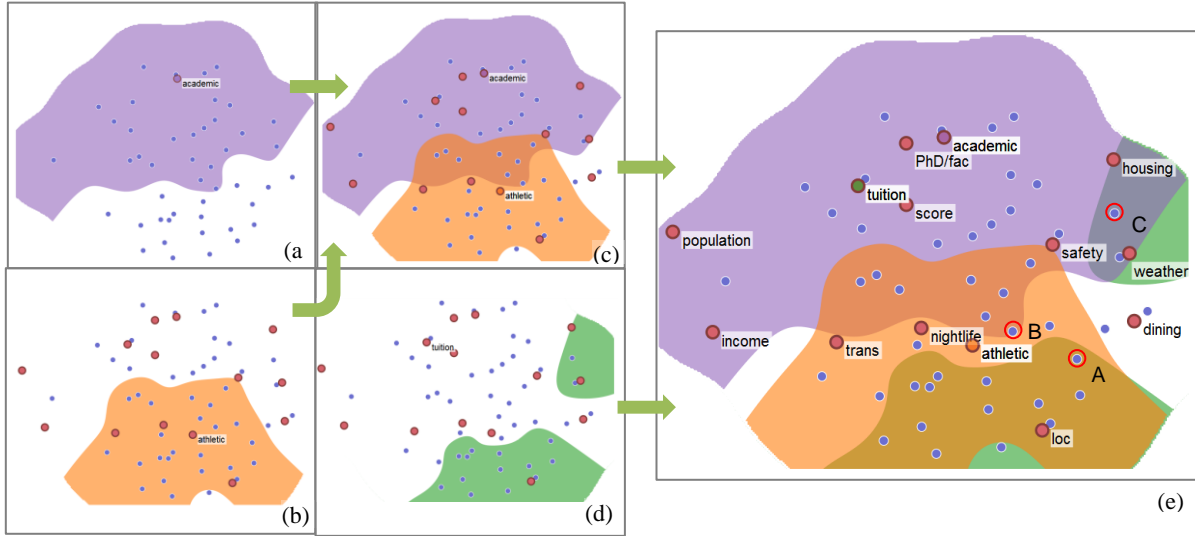 academic
(a)
academic
athletic
(c)
athletic
(b)
tuition
(d)
academic
PhD/fac
housing
tuition
score
C
population
safety
weather
B
dining
income
nightlife
trans
athletic
A
loc
(e)